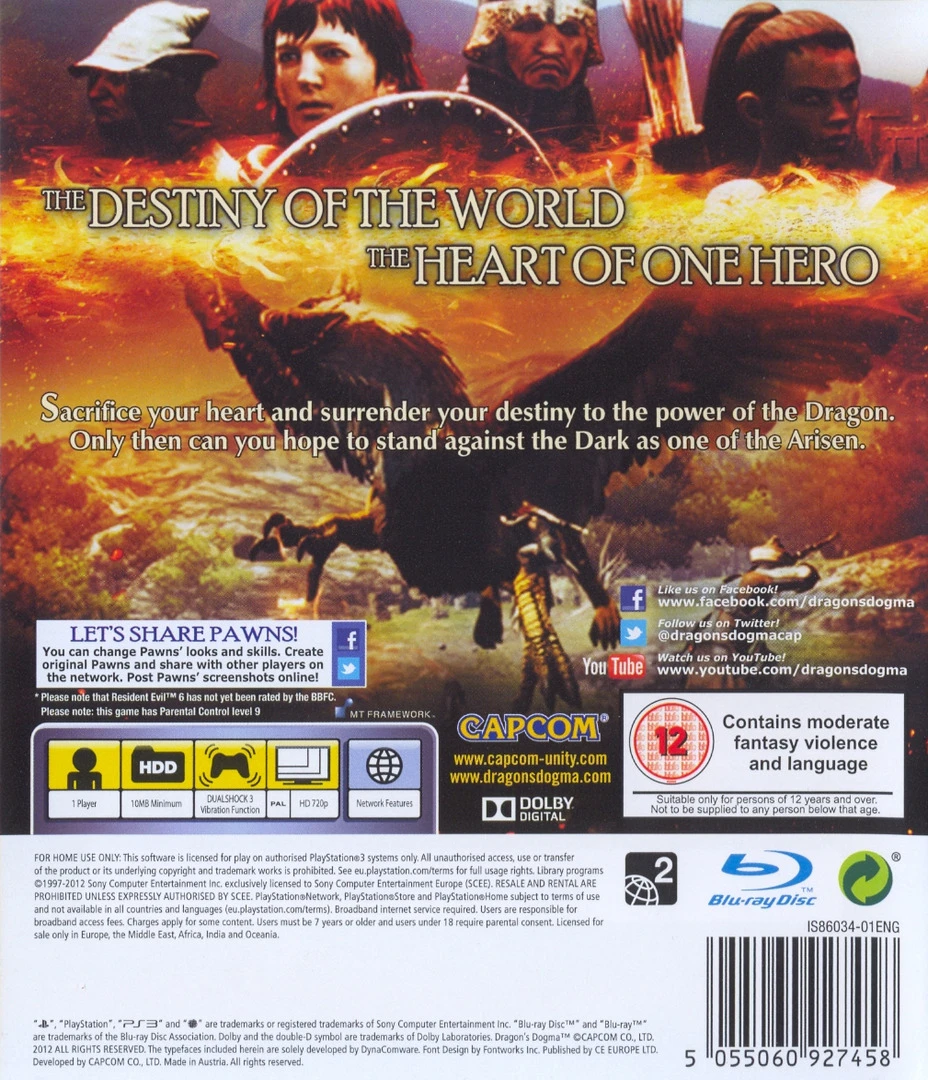 THE DESTINY OF THE WORLD
THE HEART OF ONE HERO
Sacrifice your heart and surrender your destiny to the power of the Dragon.
Only then can you hope to stand against the Dark as one of the Arisen.
Like us on Facebook!
www.facebook.com/dragonsdogma
Follow us on Twitter!
@dragonsdogmacap
You Tube
Watch us on YouTube!
www.youtube.com/dragonsdogma
LET'S SHARE PAWNS!
You can change Pawns' looks and skills. Create
original Pawns and share with other players on
the network. Post Pawns' screenshots online!
* Please note that Resident Evil™ 6 has not yet been rated by the BBFC.
Please note: this game has Parental Control level 9
MT FRAMEWORK™
HDD
1 Player
10MB Minimum
DUALSHOCK 3
Vibration Function
PAL
HD 720p
Network Features
CAPCOM®
www.capcom-unity.com
www.dragonsdogma.com
DOLBY
DIGITAL
12
Contains moderate
fantasy violence
and language
Suitable only for persons of 12 years and over.
Not to be supplied to any person below that age.
FOR HOME USE ONLY: This software is licensed for play on authorised PlayStation®3 systems only. All unauthorised access, use or transfer
of the product or its underlying copyright and trademark works is prohibited. See eu.playstation.com/terms for full usage rights. Library programs
©1997-2012 Sony Computer Entertainment Inc. exclusively licensed to Sony Computer Entertainment Europe (SCEE). RESALE AND RENTAL ARE
PROHIBITED UNLESS EXPRESSLY AUTHORISED BY SCEE. PlayStation®Network, PlayStation®Store and PlayStation®Home subject to terms of use
and not available in all countries and languages (eu.playstation.com/terms). Broadband internet service required. Users are responsible for
broadband access fees. Charges apply for some content. Users must be 7 years or older and users under 18 require parental consent. Licensed for
sale only in Europe, the Middle East, Africa, India and Oceania.
2
Blu-ray Disc™
®
IS86034-01ENG
"PlayStation", "PS3" and " " are trademarks or registered trademarks of Sony Computer Entertainment Inc. "Blu-ray Disc™" and "Blu-ray™"
are trademarks of the Blu-ray Disc Association. Dolby and the double-D symbol are trademarks of Dolby Laboratories. Dragon's Dogma™ ©CAPCOM CO., LTD.
2012 ALL RIGHTS RESERVED. The typefaces included herein are solely developed by DynaComware. Font Design by Fontworks Inc. Published by CE EUROPE LTD.
Developed by CAPCOM CO., LTD. Made in Austria. All rights reserved.
5 055060 927458